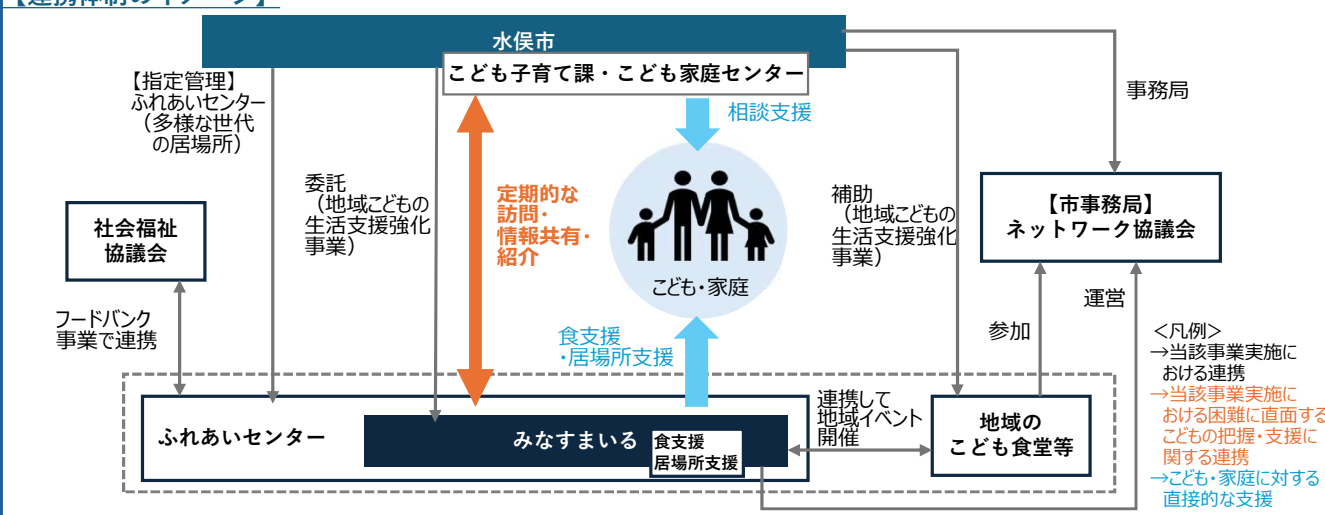 【連携体制のイメージ】
水俣市
こども子育て課・こども家庭センター
【指定管理】
ふれあいセンター
（多様な世代
の居場所）
委託
（地域こどもの
生活支援強化
事業）
定期的な
訪問・
情報共有・
紹介
相談支援
こども・家庭
補助
（地域こどもの
生活支援強化
事業）
事務局
【市事務局】
ネットワーク協議会
社会福祉
協議会
フードバンク
事業で連携
食支援
・居場所支援
参加
運営
ふれあいセンター
みなすまいる
食支援
居場所支援
連携して
地域イベント
開催
地域の
こども食堂等
＜凡例＞
→当該事業実施に
おける連携
→当該事業実施に
おける困難に直面する
こどもの把握・支援に
関する連携
→こども・家庭に対する
直接的な支援